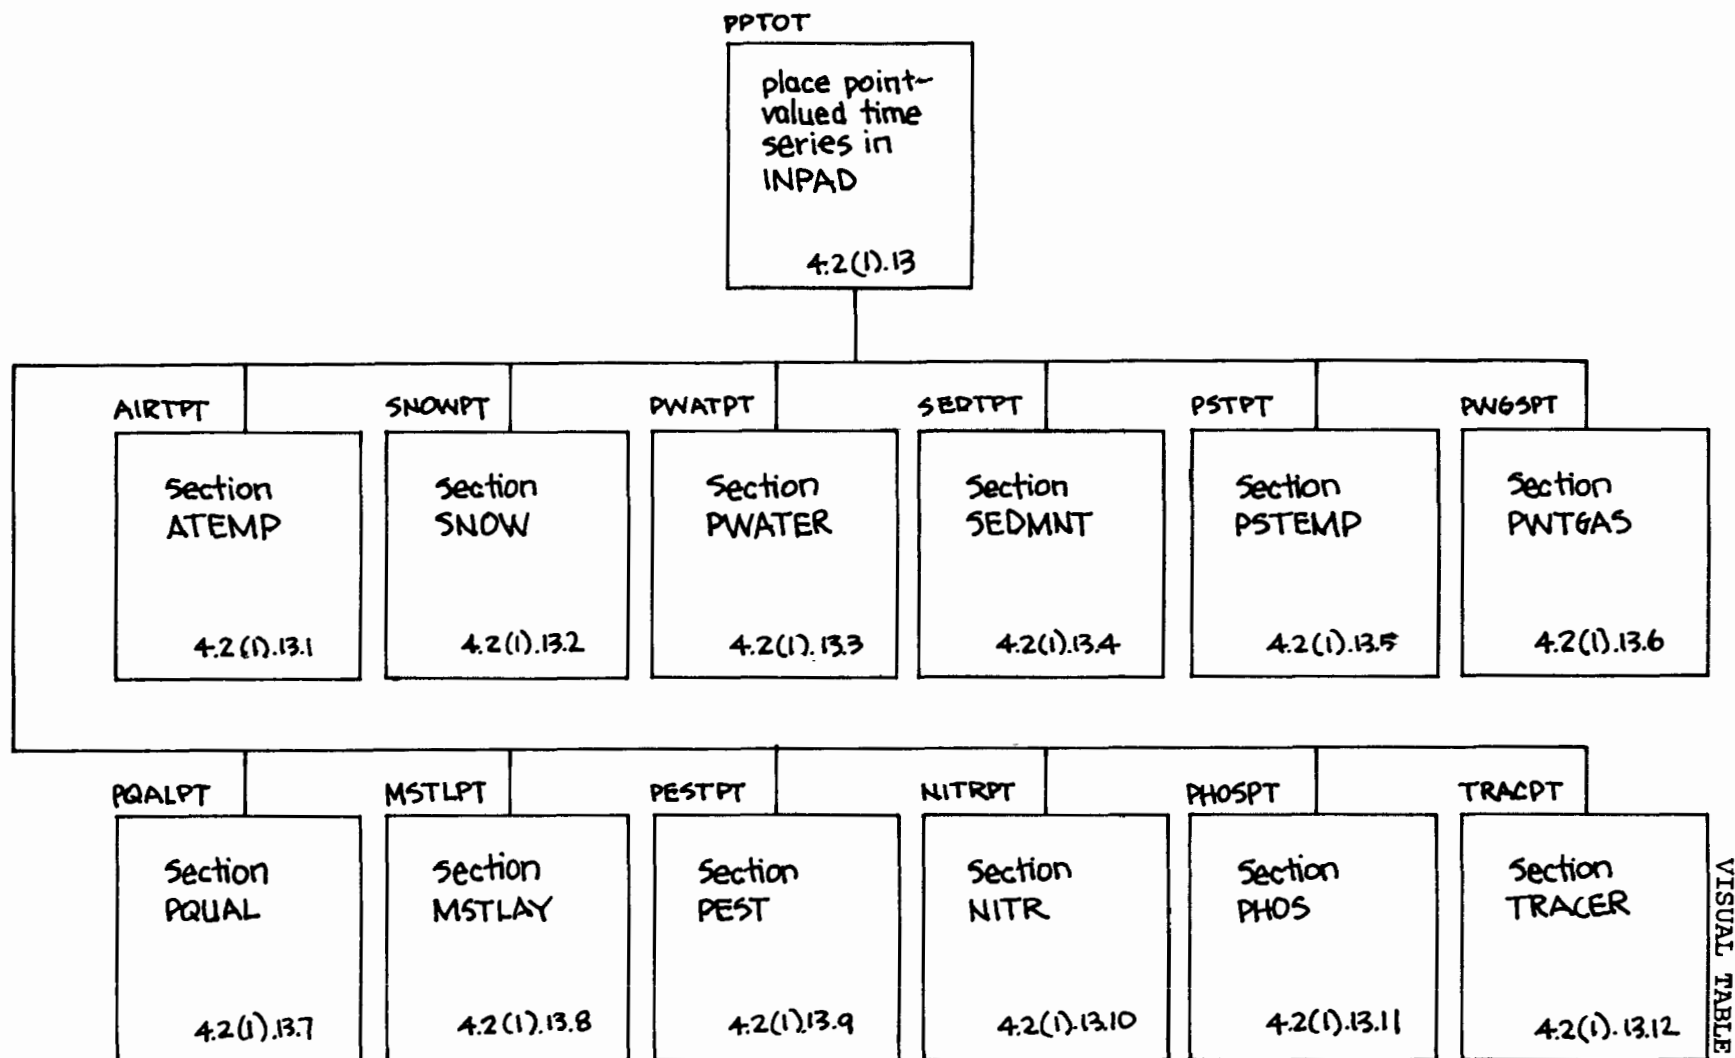 PPTOT
place point-
valued time
series in
INPAD
4.2(1).13
AIRTPT
Section
ATEMP
4.2(1).13.1
SNOWPT
Section
SNOW
4.2(1).13.2
PWATPT
Section
PWATER
4.2(1).13.3
SEDTPT
Section
SEDMNT
4.2(1).13.4
PSTPT
Section
PSTEMP
4.2(1).13.5
PWGSPT
Section
PWTGAS
4.2(1).13.6
PQALPT
Section
PQUAL
4.2(1).13.7
MSTLPT
Section
MSTLAY
4.2(1).13.8
PESTPT
Section
PEST
4.2(1).13.9
NITRPT
Section
NITR
4.2(1).13.10
PHOSPT
Section
PHOS
4.2(1).13.11
TRACPT
Section
TRACER
4.2(1).13.12
VISUAL TABLE